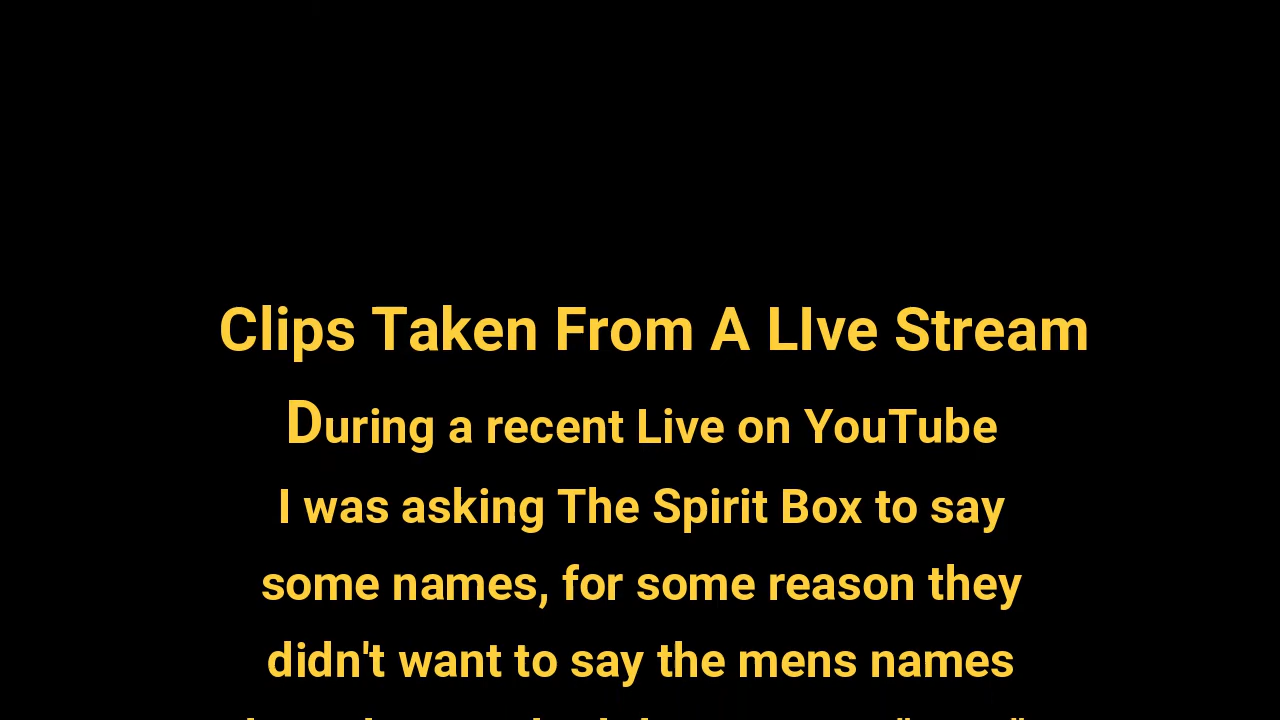 Clips Taken From A LIve Stream
During a recent Live on YouTube
I was asking The Spirit Box to say
some names, for some reason they
didn't want to say the mens names